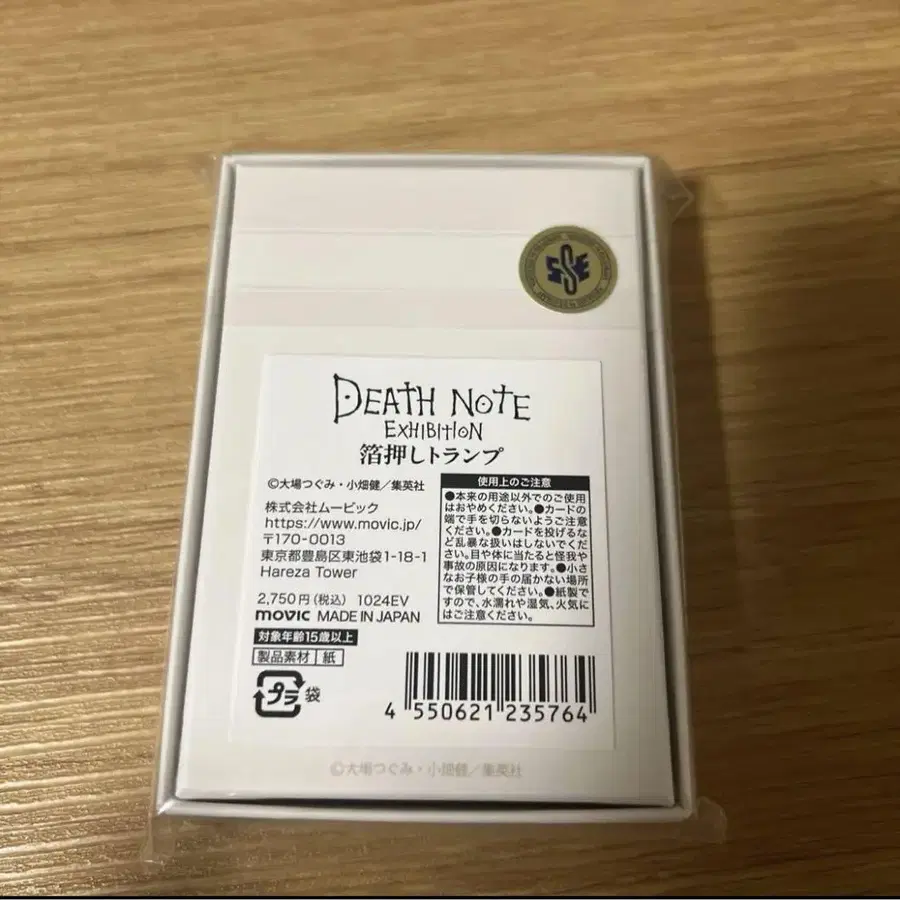 SSE
DEATH NOTE
EXHIBITION
箔押しトランプ
©大場つぐみ・小畑健／集英社
株式会社ムービック
https://www.movic.jp/
〒170-0013
東京都豊島区東池袋1-18-1
Hareza Tower
2,750円(税込) 1024EV
movic MADE IN JAPAN
対象年齢15歳以上
製品素材 紙
プラ 袋
使用上のご注意
●本来の用途以外でのご使用
はおやめください。●カードの
端で手を切らないようご注意
ください。●カードを投げるな
ど乱暴な扱いはしないでくだ
さい。目や体に当たると怪我や
事故の原因になります。●小さ
なお子様の手の届かない場所
で保管してください。●紙製で
すので、水濡れや湿気、火気に
はご注意ください。
4 550621 235764
©大場つぐみ・小畑健／集英社